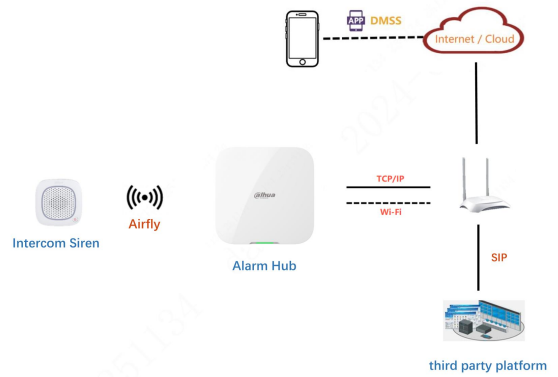 APP DMSS
Internet / Cloud
alhua
TCP/IP
Wi-Fi
Airfly
Intercom Siren
Alarm Hub
SIP
third party platform